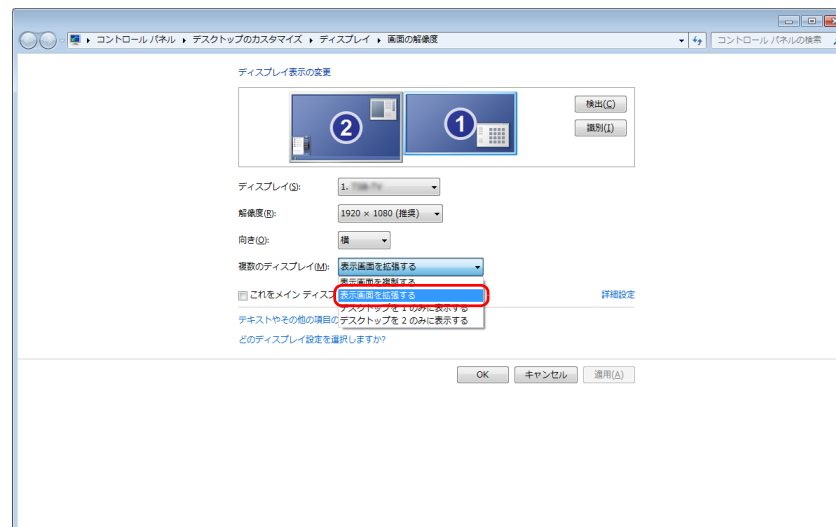 コントロール パネル ▸ デスクトップのカスタマイズ ▸ ディスプレイ ▸ 画面の解像度
コントロール パネルの検索
ディスプレイ表示の変更
2
1
検出(C)
識別(I)
ディスプレイ(S):
1.
解像度(R):
1920 × 1080 (推奨)
向き(O):
横
複数のディスプレイ(M):
表示画面を拡張する
表示画面を複製する
これをメイン ディスプ
表示画面を拡張する
詳細設定
デスクトップを 1 のみに表示する
テキストやその他の項目の
デスクトップを 2 のみに表示する
どのディスプレイ設定を選択しますか?
OK
キャンセル
適用(A)